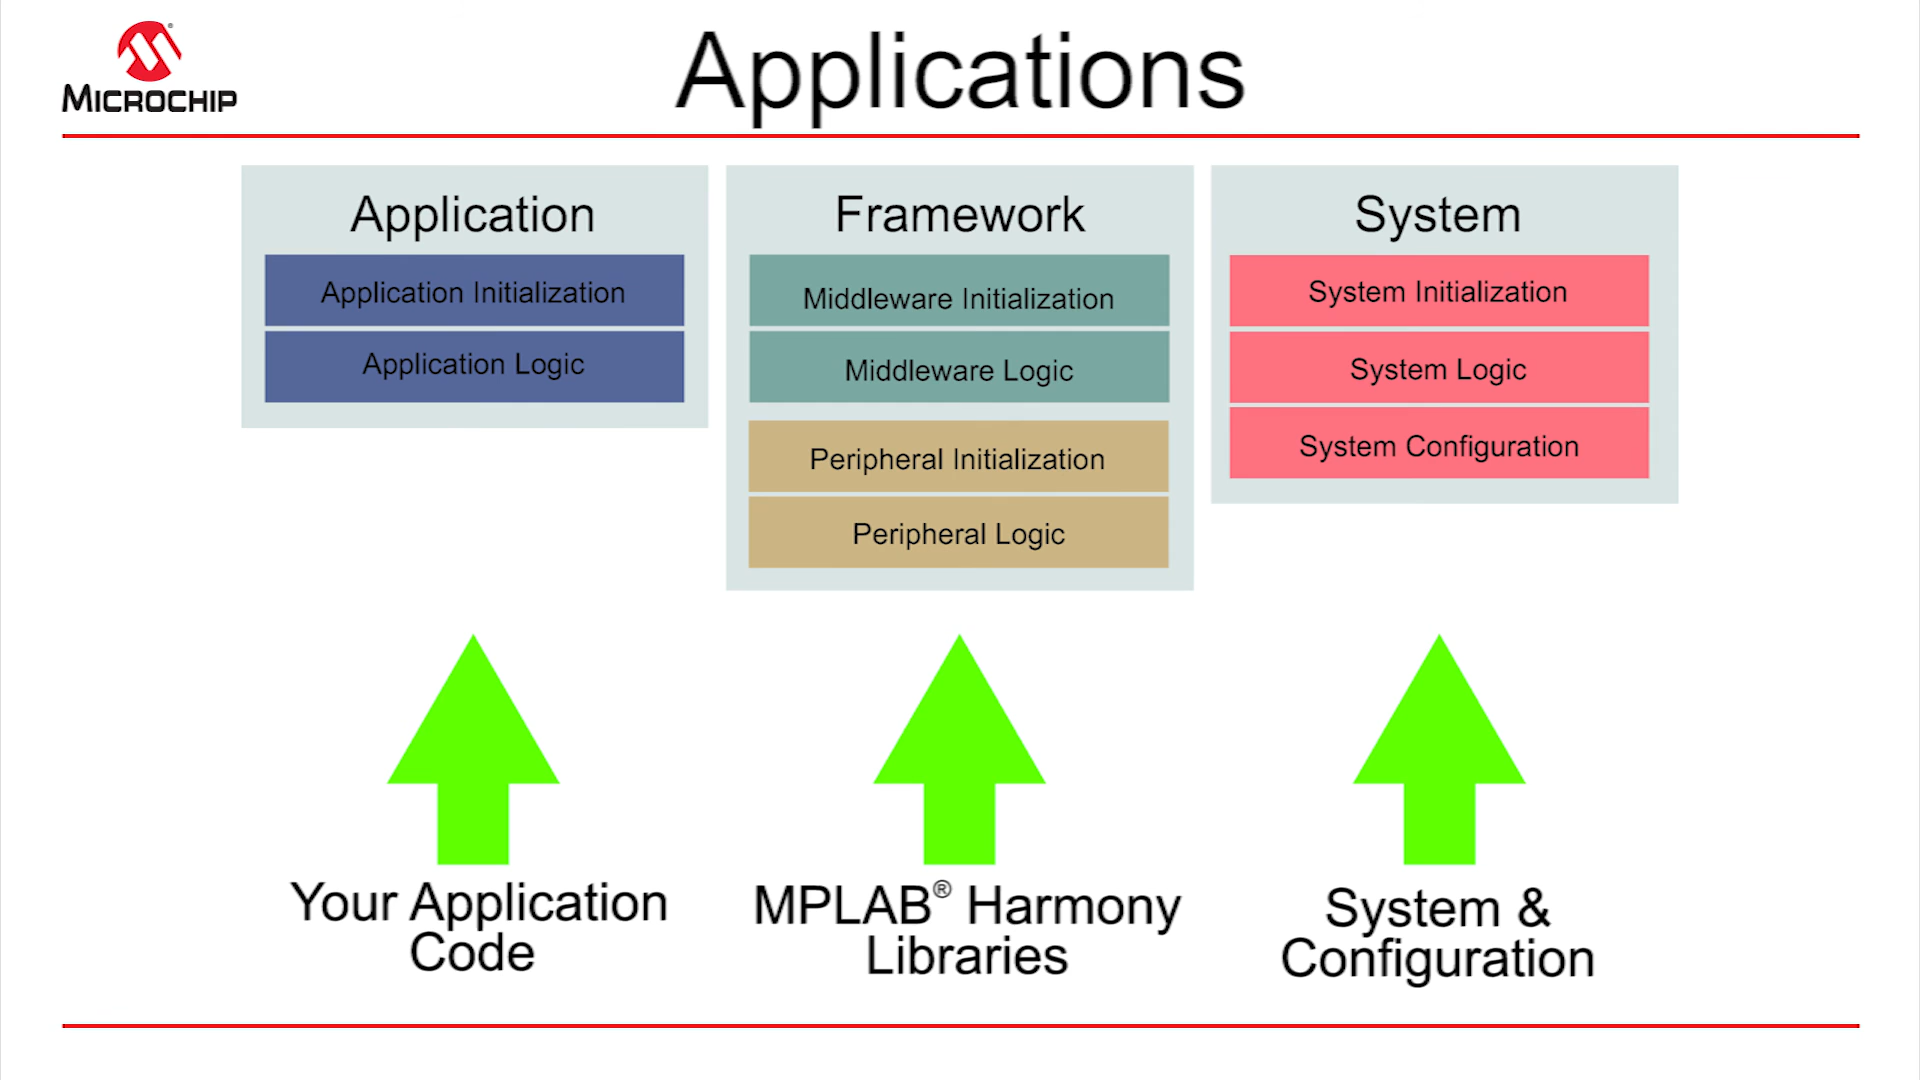 MICROCHIP
Applications
Application
Application Initialization
Application Logic
Framework
Middleware Initialization
Middleware Logic
Peripheral Initialization
Peripheral Logic
System
System Initialization
System Logic
System Configuration
Your Application
Code
MPLAB® Harmony
Libraries
System &
Configuration